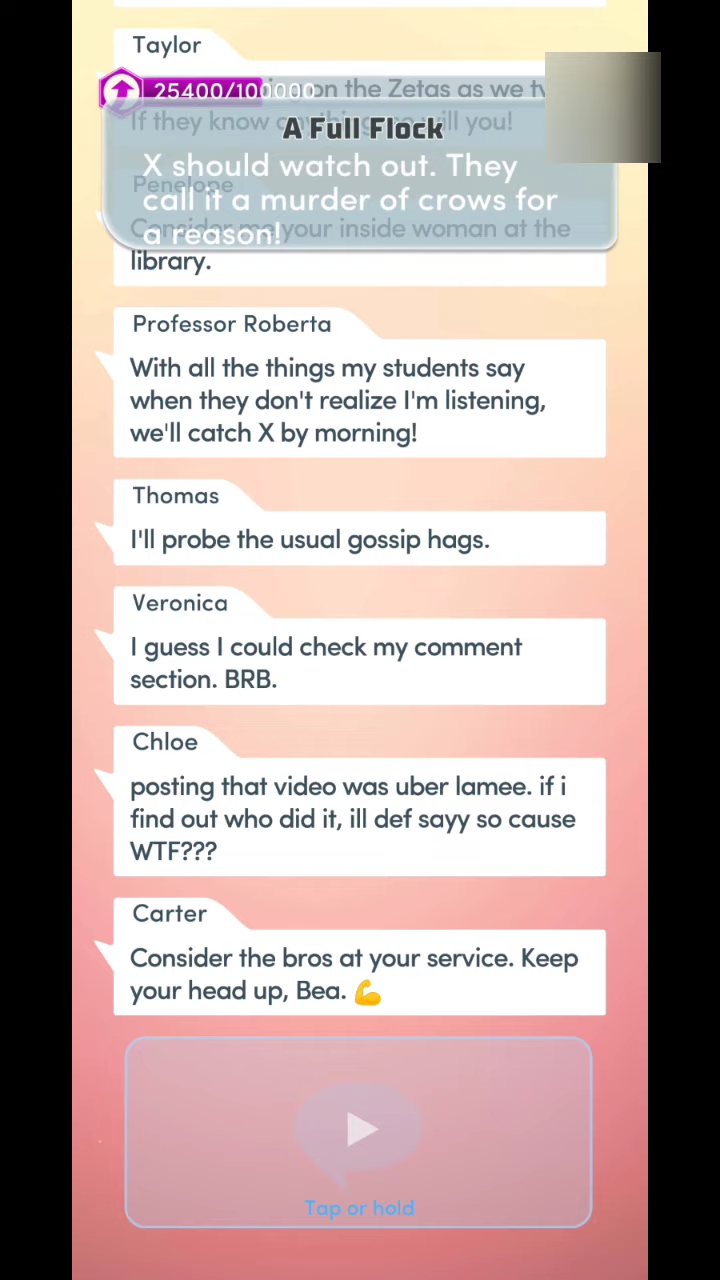 Taylor
25400/100000
on the Zetas as we
If they know
you!
A Full Flock
X should watch out. They
call it a murder of crows for
a reason!
Penelope
Consider me your inside woman at the
library.
Professor Roberta
With all the things my students say
when they don't realize I'm listening,
we'll catch X by morning!
Thomas
I'll probe the usual gossip hags.
Veronica
I guess I could check my comment
section. BRB.
Chloe
posting that video was uber lamee. if i
find out who did it, ill def sayy so cause
WTF???
Carter
Consider the bros at your service. Keep
your head up, Bea. 💪
Tap or hold